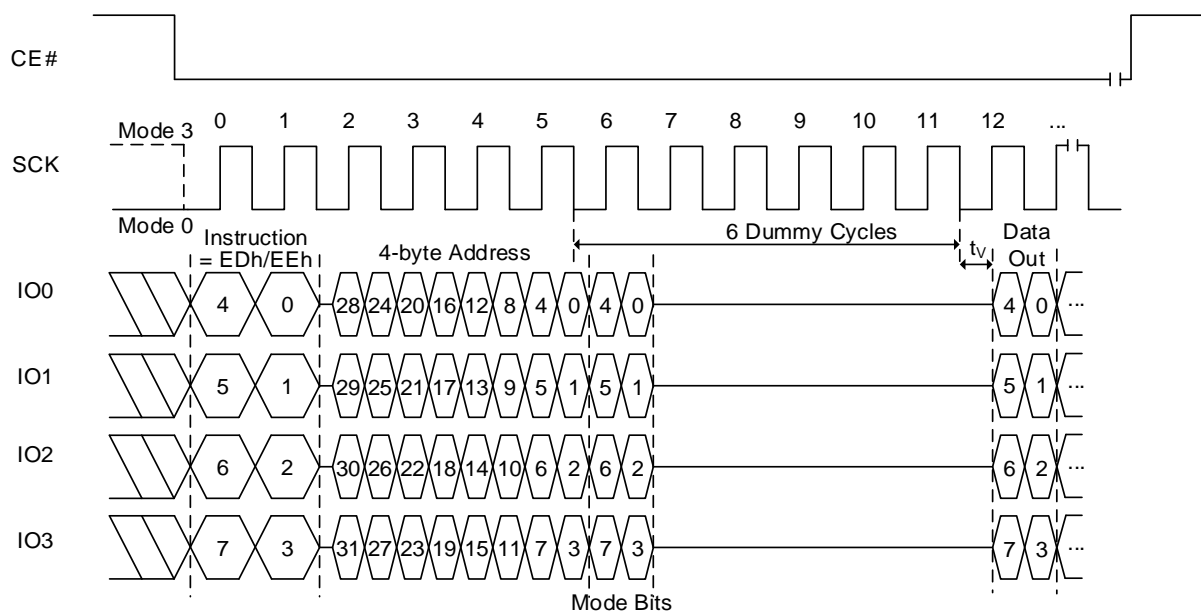 CE#
Mode 3 0 1 2 3 4 5 6 7 8 9 10 11 12 ...
SCK
Mode 0
Instruction = EDh/EEh
4-byte Address
6 Dummy Cycles
tV
Data Out
IO0 4 0 28 24 20 16 12 8 4 0 4 0 4 0 ...
IO1 5 1 29 25 21 17 13 9 5 1 5 1 5 1 ...
IO2 6 2 30 26 22 18 14 10 6 2 6 2 6 2 ...
IO3 7 3 31 27 23 19 15 11 7 3 7 3 7 3 ...
Mode Bits